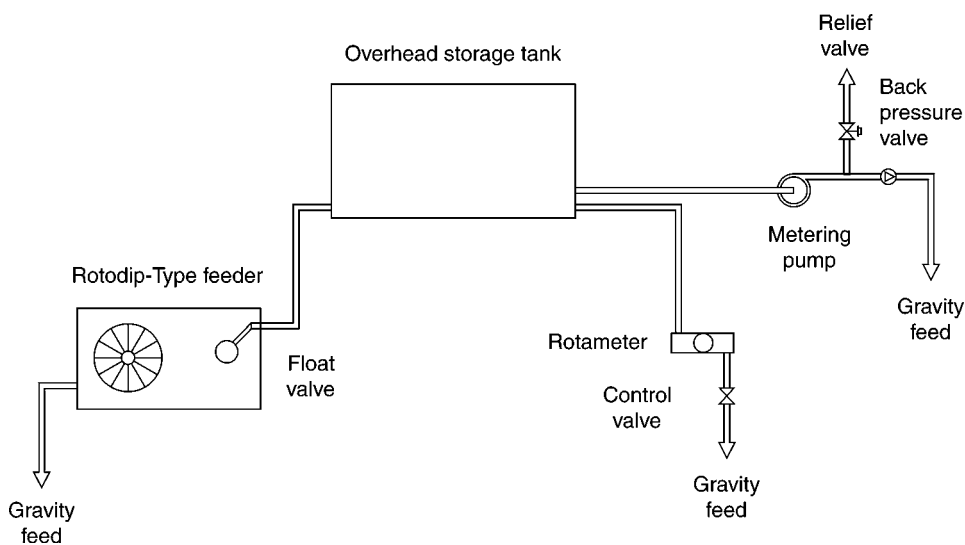 Overhead storage tank
Relief
valve
Back
pressure
valve
Metering
pump
Gravity
feed
Rotodip-Type feeder
Float
valve
Gravity
feed
Rotameter
Control
valve
Gravity
feed